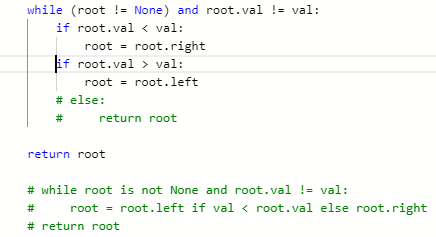 while (root != None) and root.val != val:
    if root.val < val:
        root = root.right
    if root.val > val:
        root = root.left
    # else:
    #     return root

return root

# while root is not None and root.val != val:
#     root = root.left if val < root.val else root.right
# return root